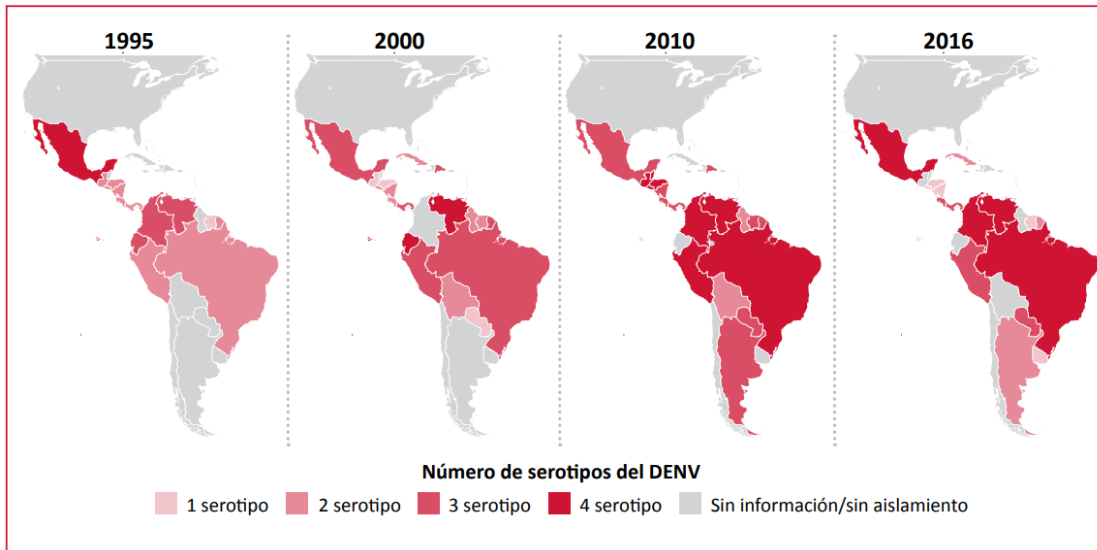 1995
2000
2010
2016
Número de serotipos del DENV
1 serotipo
2 serotipo
3 serotipo
4 serotipo
Sin información/sin aislamiento